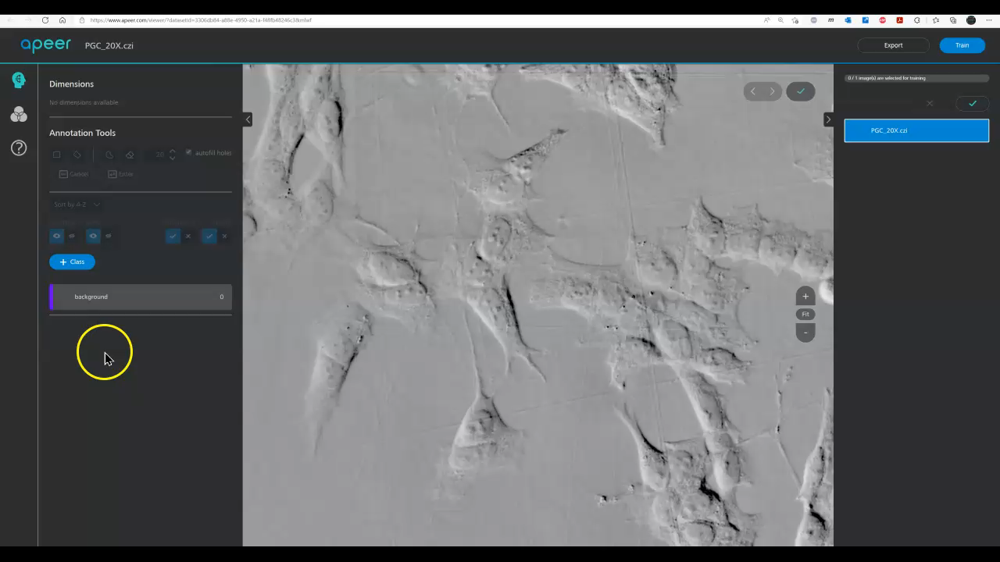 https://www.apeer.com/viewer/?datasetId=3306db84-a88e-4950-a21a-f48fb48246c3&mlwf
apeer
PGC_20X.czi
Export
Train
Dimensions
No dimensions available
Annotation Tools
20
autofill holes
Cancel
Enter
Sort by A-Z
+ Class
background
0
Fit
0 / 1 image(s) are selected for training
PGC_20X.czi